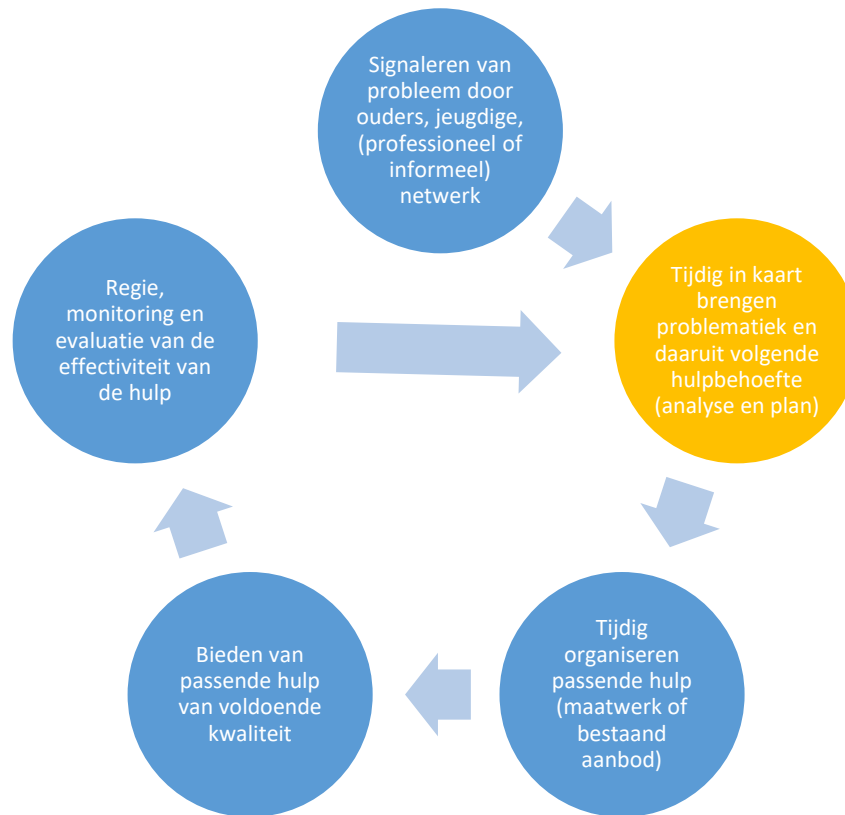 Signaleren van
probleem door
ouders, jeugdige,
(professioneel of
informeel)
netwerk
Tijdig in kaart
brengen
problematiek en
daaruit volgende
hulpbehoefte
(analyse en plan)
Tijdig
organiseren
passende hulp
(maatwerk of
bestaand
aanbod)
Bieden van
passende hulp
van voldoende
kwaliteit
Regie,
monitoring en
evaluatie van de
effectiviteit van
de hulp